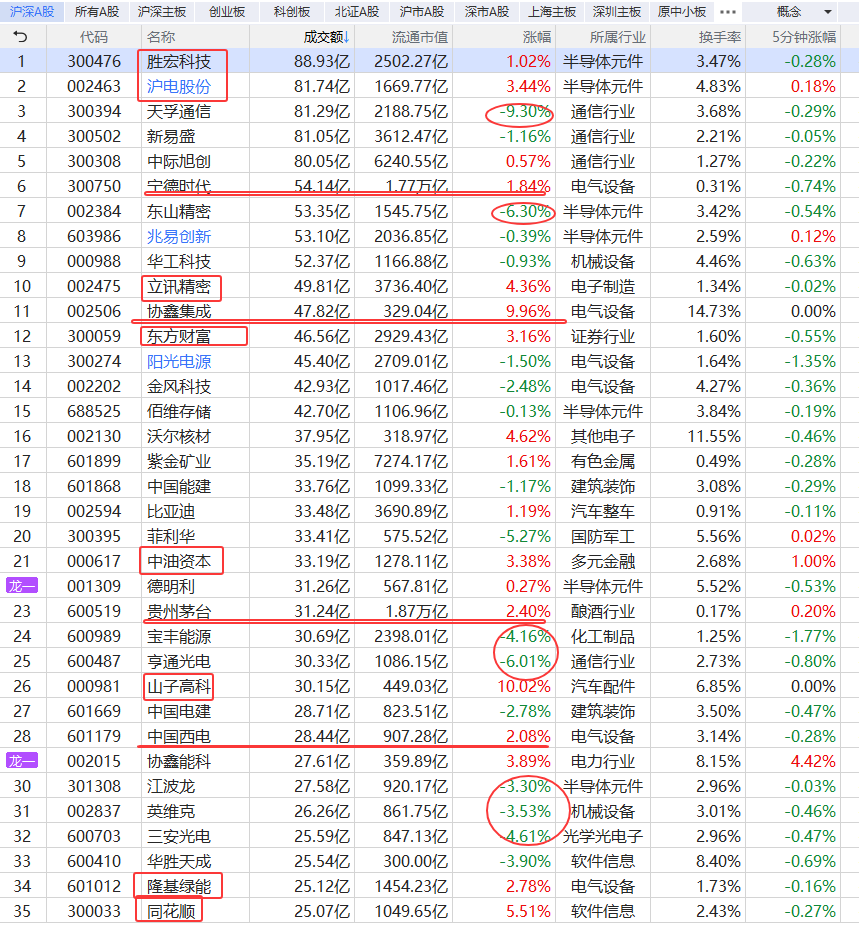 沪深A股 所有A股 沪深主板 创业板 科创板 北证A股 沪市A股 深市A股 上海主板 深圳主板 原中小板 ••• 概念
代码 名称 成交额↓ 流通市值 涨幅 所属行业 换手率 5分钟涨幅
1 300476 胜宏科技 88.93亿 2502.27亿 1.02% 半导体元件 3.47% -0.28%
2 002463 沪电股份 81.74亿 1669.77亿 3.44% 半导体元件 4.83% 0.18%
3 300394 天孚通信 81.29亿 2188.75亿 -9.30% 通信行业 3.68% -0.29%
4 300502 新易盛 81.05亿 3612.47亿 -1.16% 通信行业 2.21% -0.05%
5 300308 中际旭创 80.05亿 6240.55亿 0.57% 通信行业 1.27% -0.22%
6 300750 宁德时代 54.14亿 1.77万亿 1.84% 电气设备 0.31% -0.74%
7 002384 东山精密 53.35亿 1545.75亿 -6.30% 半导体元件 3.42% -0.54%
8 603986 兆易创新 53.10亿 2036.85亿 -0.39% 半导体元件 2.59% 0.12%
9 000988 华工科技 52.37亿 1166.88亿 -0.93% 机械设备 4.46% -0.63%
10 002475 立讯精密 49.81亿 3736.40亿 4.36% 电子制造 1.34% -0.02%
11 002506 协鑫集成 47.82亿 329.04亿 9.96% 电气设备 14.73% 0.00%
12 300059 东方财富 46.56亿 2929.43亿 3.16% 证券行业 1.60% -0.55%
13 300274 阳光电源 45.40亿 2709.01亿 -1.50% 电气设备 1.64% -1.35%
14 002202 金风科技 42.93亿 1017.46亿 -2.48% 电气设备 4.27% -0.36%
15 688525 佰维存储 42.70亿 1106.96亿 -0.13% 半导体元件 3.84% -0.19%
16 002130 沃尔核材 37.95亿 318.97亿 4.62% 其他电子 11.55% -0.46%
17 601899 紫金矿业 35.19亿 7274.17亿 1.61% 有色金属 0.49% -0.28%
18 601868 中国能建 33.76亿 1099.33亿 -1.17% 建筑装饰 3.08% -0.29%
19 002594 比亚迪 33.48亿 3690.89亿 1.19% 汽车整车 0.91% -0.11%
20 300395 菲利华 33.41亿 575.52亿 -5.27% 国防军工 5.56% 0.02%
21 000617 中油资本 33.19亿 1278.11亿 3.38% 多元金融 2.68% 1.00%
龙一 001309 德明利 31.26亿 567.81亿 0.27% 半导体元件 5.52% -0.53%
23 600519 贵州茅台 31.24亿 1.87万亿 2.40% 酿酒行业 0.17% 0.20%
24 600989 宝丰能源 30.69亿 2398.01亿 -4.16% 化工制品 1.25% -1.77%
25 600487 亨通光电 30.33亿 1086.15亿 -6.01% 通信行业 2.73% -0.80%
26 000981 山子高科 30.15亿 449.03亿 10.02% 汽车配件 6.85% 0.00%
27 601669 中国电建 28.71亿 823.51亿 -2.78% 建筑装饰 3.50% -0.47%
28 601179 中国西电 28.44亿 907.28亿 2.08% 电气设备 3.14% -0.28%
龙一 002015 协鑫能科 27.61亿 359.89亿 3.89% 电力行业 8.15% 4.42%
30 301308 江波龙 27.58亿 920.17亿 -3.30% 半导体元件 2.96% -0.03%
31 002837 英维克 26.26亿 861.75亿 -3.53% 机械设备 3.01% -0.46%
32 600703 三安光电 25.59亿 847.13亿 -4.61% 光学光电子 2.96% -0.47%
33 600410 华胜天成 25.54亿 300.00亿 -3.90% 软件信息 8.40% -0.69%
34 601012 隆基绿能 25.12亿 1454.23亿 2.78% 电气设备 1.73% -0.16%
35 300033 同花顺 25.07亿 1049.65亿 5.51% 软件信息 2.43% -0.27%